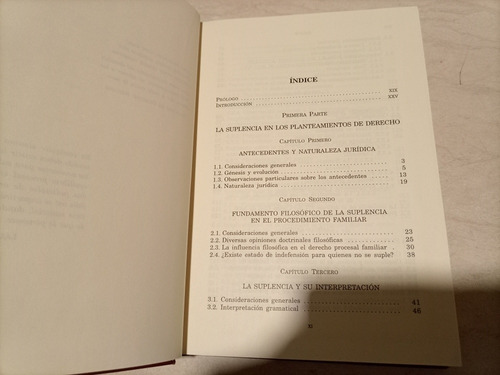 ÍNDICE
PRÓLOGO . . . . . . . . . . . . . . . . . . . . XIX
INTRODUCCIÓN . . . . . . . . . . . . . . . . . . . . XXV
PRIMERA PARTE
LA SUPLENCIA EN LOS PLANTEAMIENTOS DE DERECHO
CAPÍTULO PRIMERO
ANTECEDENTES Y NATURALEZA JURÍDICA
1.1. Consideraciones generales . . . . . . . . . . . . . . . . . . . . 3
1.2. Génesis y evolución . . . . . . . . . . . . . . . . . . . . 5
1.3. Observaciones particulares sobre los antecedentes . . . . . . . . 13
1.4. Naturaleza jurídica . . . . . . . . . . . . . . . . . . . . 19
CAPÍTULO SEGUNDO
FUNDAMENTO FILOSÓFICO DE LA SUPLENCIA
EN EL PROCEDIMIENTO FAMILIAR
2.1. Consideraciones generales . . . . . . . . . . . . . . . . . . . . 23
2.2. Diversas opiniones doctrinales filosóficas . . . . . . . . . . . . 25
2.3. La influencia filosófica en el derecho procesal familiar . . . . 30
2.4. ¿Existe estado de indefensión para quienes no se suple? 38
CAPÍTULO TERCERO
LA SUPLENCIA Y SU INTERPRETACIÓN
3.1. Consideraciones generales . . . . . . . . . . . . . . . . . . . . 41
3.2. Interpretación gramatical . . . . . . . . . . . . . . . . . . . . 46